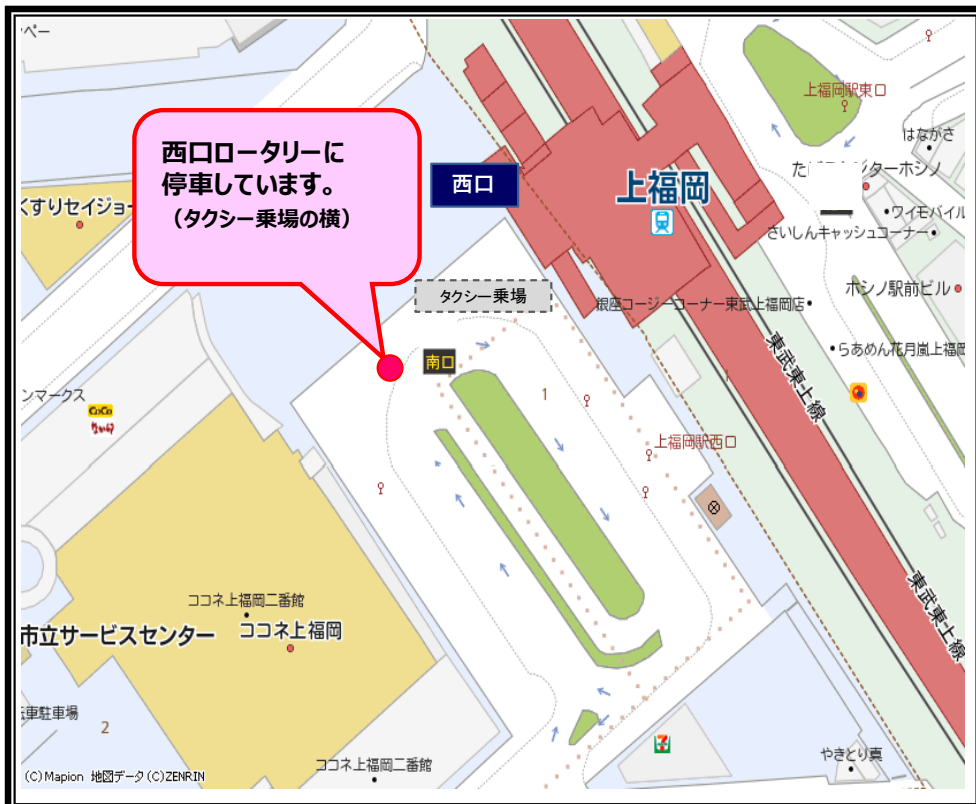 ンペー
上福岡駅東口
はながさ
西口ロータリーに
停車しています。
(タクシー乗場の横)
西口
上福岡
くすりセイジョー
ワイモバイル
さいしんキャッシュコーナー
タクシー乗場
銀座コージーコーナー東武上福岡店
ホシノ駅前ビル
東武東上線
らあめん花月嵐上福岡
南口
ンマークス
CoCo
1
上福岡駅西口
東武東上線
ココネ上福岡二番館
市立サービスセンター
ココネ上福岡
転車駐車場
2
ココネ上福岡二番館
やきとり真
(C)Mapion 地図データ(C)ZENRIN